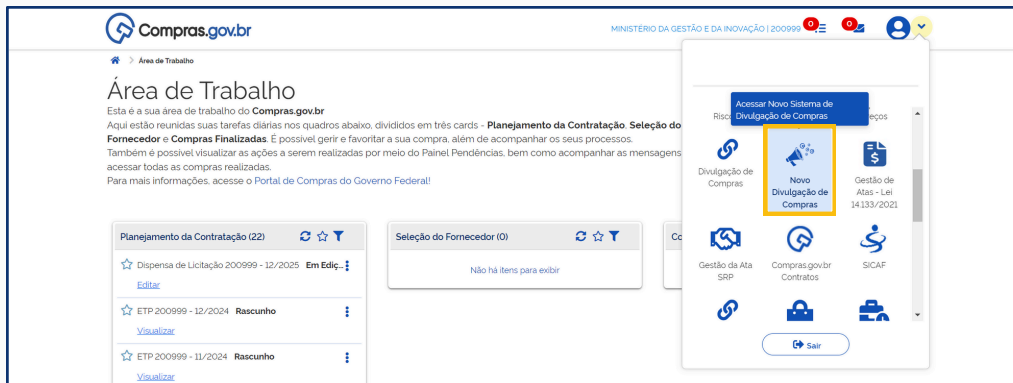 Compras.gov.br
MINISTÉRIO DA GESTÃO E DA INOVAÇÃO | 200999 0 0
Área de Trabalho
Área de Trabalho
Esta é a sua área de trabalho do Compras.gov.br
Aqui estão reunidas suas tarefas diárias nos quadros abaixo, divididos em três cards - Planejamento da Contratação, Seleção do
Fornecedor e Compras Finalizadas. É possível gerir e favoritar a sua compra, além de acompanhar os seus processos.
Também é possível visualizar as ações a serem realizadas por meio do Painel Pendências, bem como acompanhar as mensagens
acessar todas as compras realizadas.
Para mais informações, acesse o Portal de Compras do Governo Federal!
Planejamento da Contratação (22)
Dispensa de Licitação 200999 - 12/2025 Em Ediç...
Editar
ETP 200999 - 12/2024 Rascunho
Visualizar
ETP 200999 - 11/2024 Rascunho
Visualizar
Seleção do Fornecedor (0)
Não há itens para exibir
Co
Acessar Novo Sistema de
Divulgação de Compras
Divulgação de
Compras
Novo
Divulgação de
Compras
Gestão de
Atas - Lei
14.133/2021
Gestão da Ata
SRP
Compras.gov.br
Contratos
SICAF
Sair